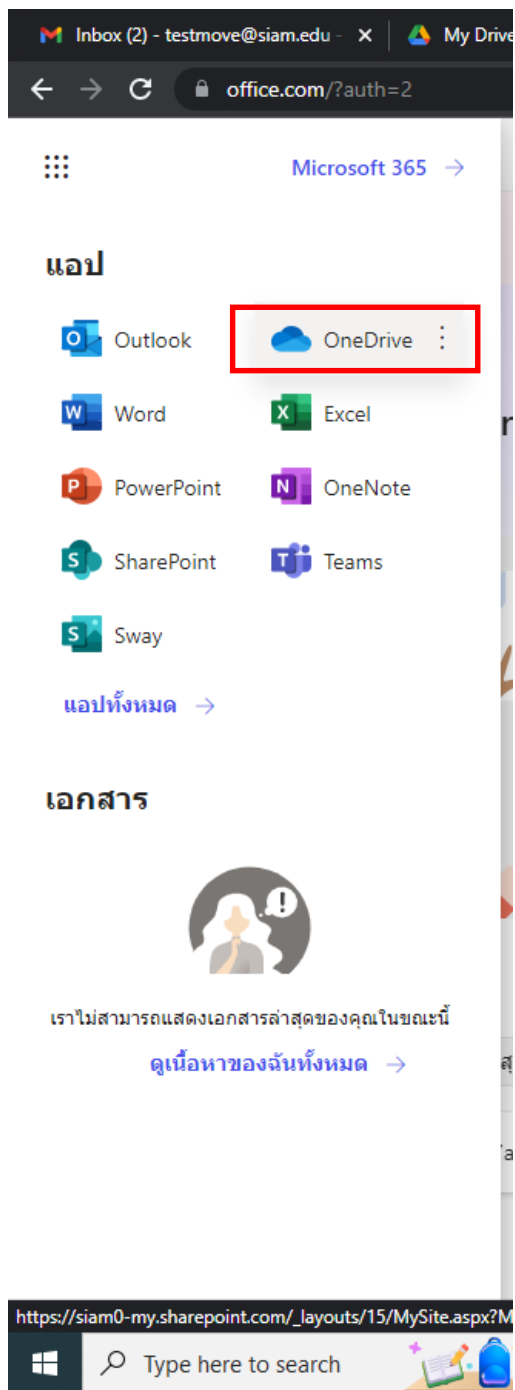 Inbox (2) - testmove@siam.edu -
My Drive
office.com/?auth=2
Microsoft 365
แอป
Outlook
OneDrive
Word
Excel
PowerPoint
OneNote
SharePoint
Teams
Sway
แอปทั้งหมด
เอกสาร
เราไม่สามารถแสดงเอกสารล่าสุดของคุณในขณะนี้
ดูเนื้อหาของฉันทั้งหมด
https://siam0-my.sharepoint.com/_layouts/15/MySite.aspx?M
Type here to search